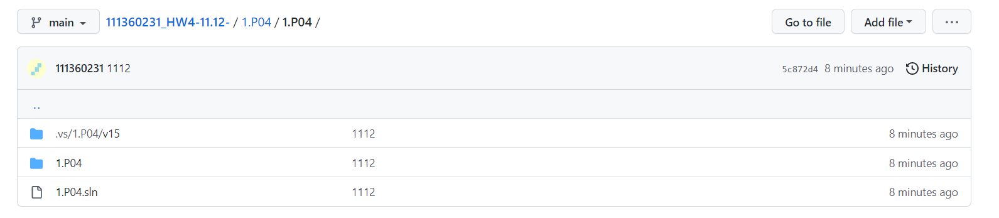 main 111360231_HW4-11.12- / 1.P04 / 1.P04 / Go to file Add file ...
111360231 1112 5c872d4 8 minutes ago History
..
.vs/1.P04/v15 1112 8 minutes ago
1.P04 1112 8 minutes ago
1.P04.sln 1112 8 minutes ago